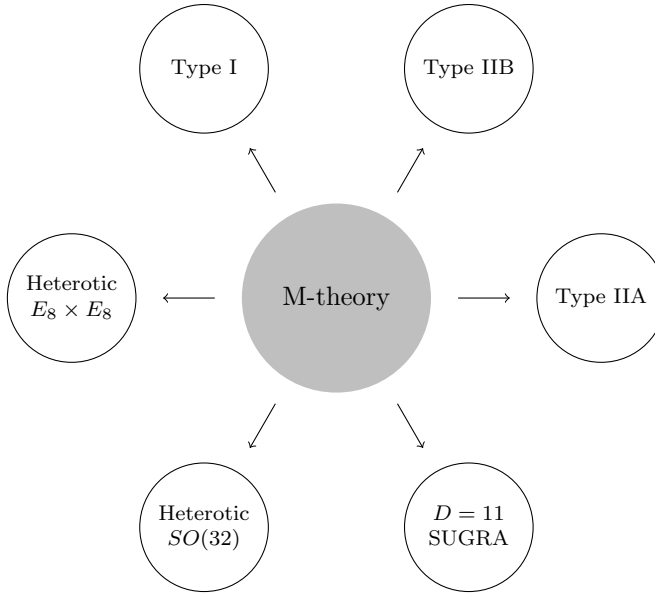 Type I
Type IIB
Heterotic
E₈ × E₈
M-theory
Type IIA
Heterotic
SO(32)
D = 11
SUGRA